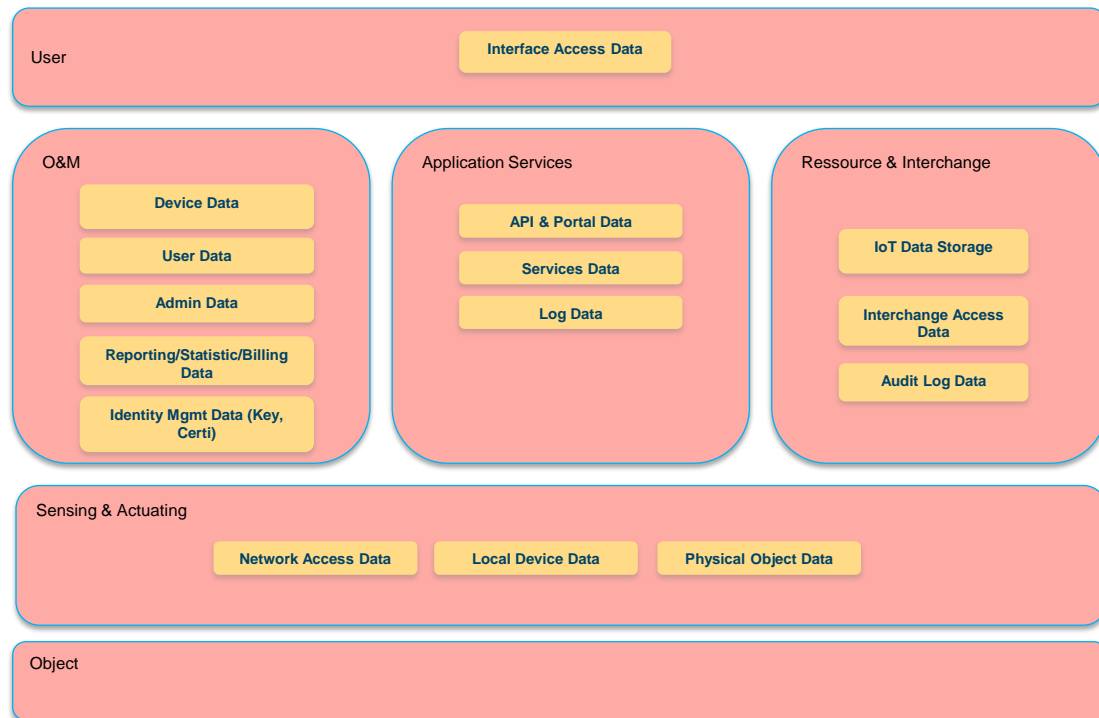 User
Interface Access Data
O&M
Device Data
User Data
Admin Data
Reporting/Statistic/Billing
Data
Identity Mgmt Data (Key,
Certi)
Application Services
API & Portal Data
Services Data
Log Data
Ressource & Interchange
IoT Data Storage
Interchange Access
Data
Audit Log Data
Sensing & Actuating
Network Access Data
Local Device Data
Physical Object Data
Object